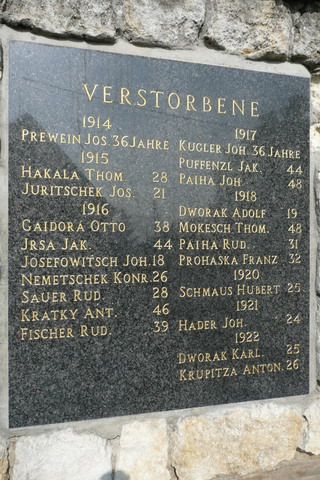 VERSTORBENE
1914
PREWEIN JOS. 36 JAHRE
1915
HAKALA THOM. 28
JURITSCHEK JOS. 21
1916
GAIDORÁ OTTO 38
JRSA JAK. 44
JOSEFOWITSCH JOH. 18
NEMETSCHEK KONR. 26
SAUER RUD. 28
KRATKY ANT. 46
FISCHER RUD. 39
1917
KUGLER JOH. 36 JAHRE
PUFFENZL JAK. 44
PAIHA JOH. 48
1918
DWORAK ADOLF 19
MOKESCH THOM. 48
PAIHA RUD. 31
PROHASKA FRANZ 32
1920
SCHMAUS HUBERT 25
1921
HADER JOH. 24
1922
DWORAK KARL. 25
KRUPITZA ANTON. 26